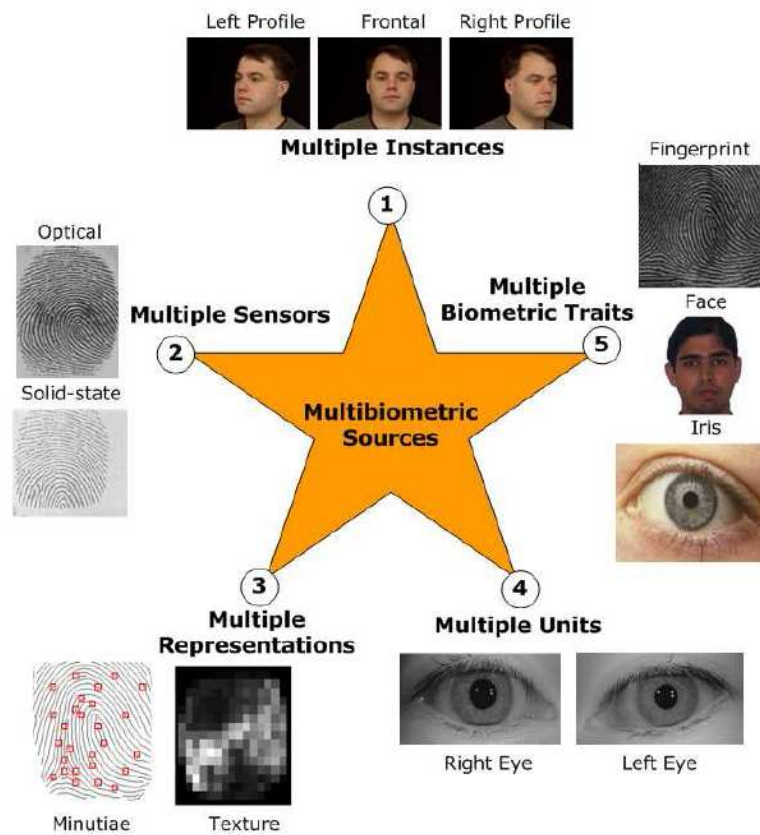 Left Profile
Frontal
Right Profile
Multiple Instances
1
Optical
Multiple Sensors
2
Solid-state
Multiple
Biometric Traits
5
Fingerprint
Face
Iris
Multibiometric
Sources
3
Multiple
Representations
Minutiae
Texture
4
Multiple Units
Right Eye
Left Eye